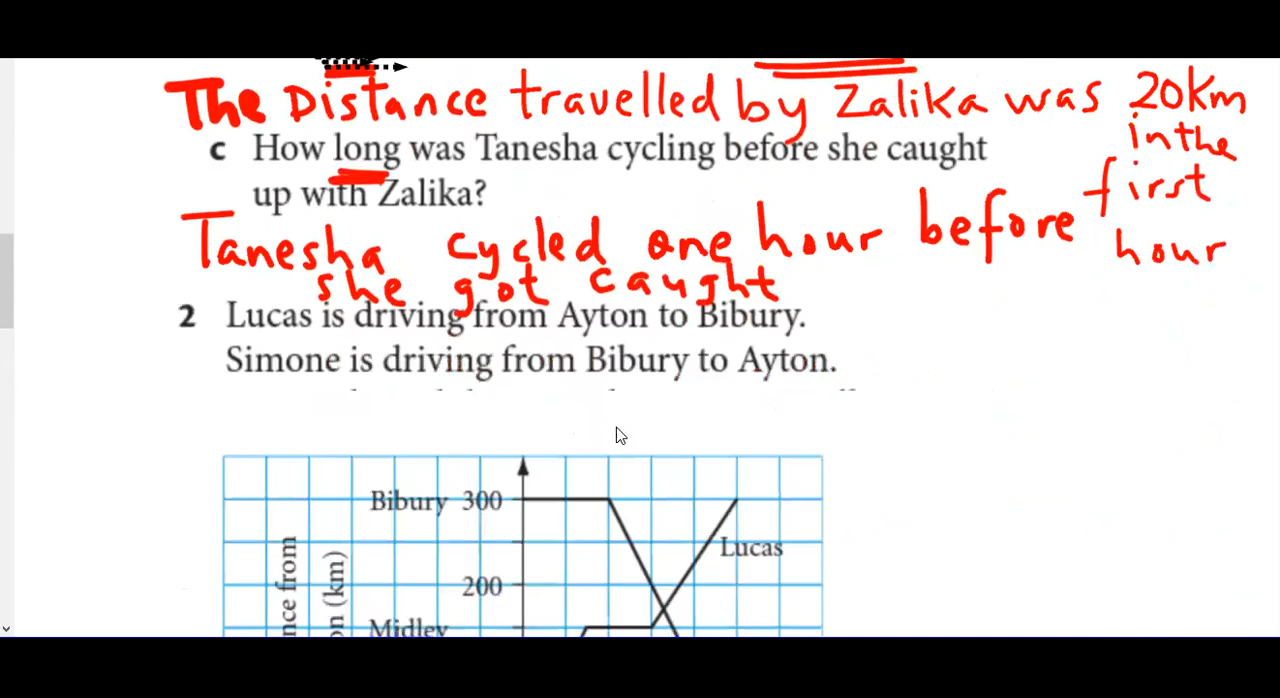 The Distance travelled by Zalika was 20km
in the
first
hour
c How long was Tanesha cycling before she caught
up with Zalika?
Tanesha cycled one hour before
she got caught
2 Lucas is driving from Ayton to Bibury.
Simone is driving from Bibury to Ayton.
Bibury 300
Lucas
200
Midley
(km)